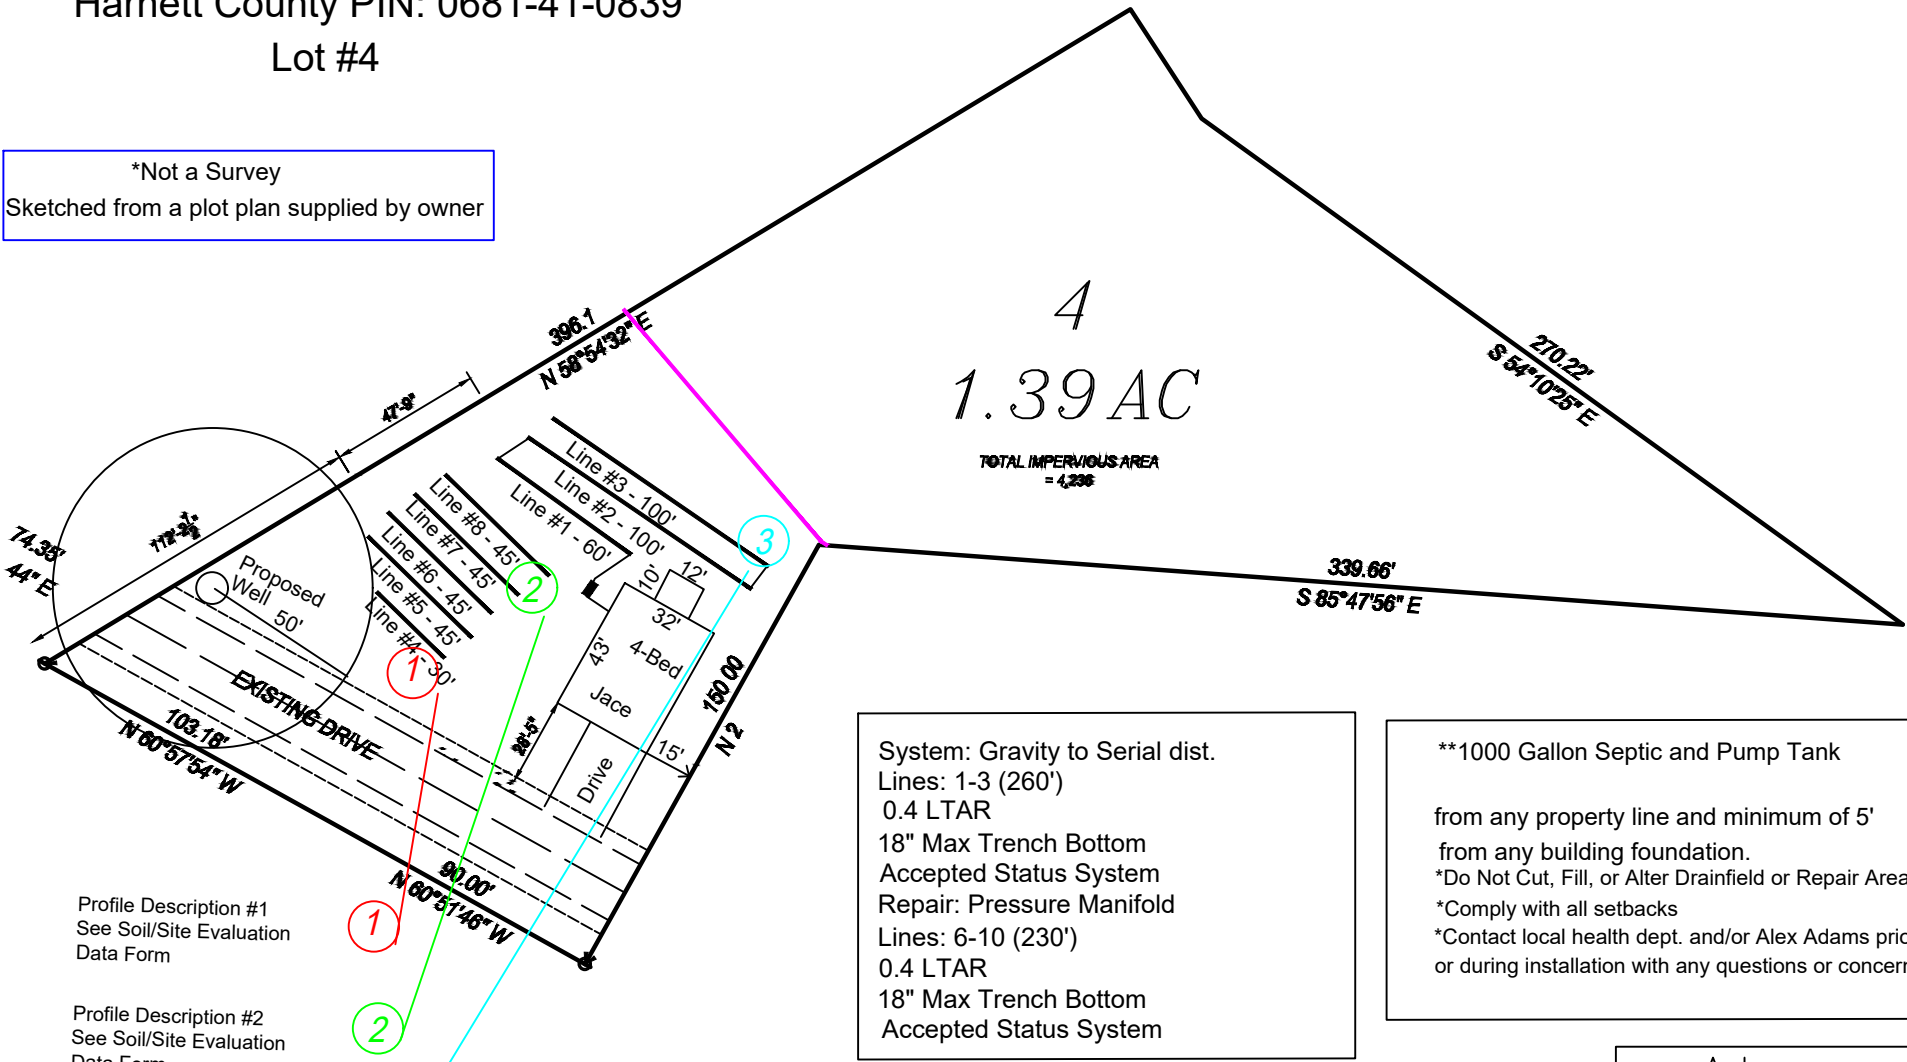 Harnett County PIN: 0681-41-0839
Lot #4
*Not a Survey
Sketched from a plot plan supplied by owner
396.1
N 58°54'32" E
47'-9"
74.35'
44" E
4
1.39 AC
TOTAL IMPERVIOUS AREA
= 4,236
270.22'
S 54°10'25" E
339.66'
S 85°47'56" E
Line #3 - 100'
Line #2 - 100'
Line #1 - 60'
Line #8 - 45'
Line #7 - 45'
Line #6 - 45'
Line #5 - 45'
Line #4 - 30'
Proposed
Well
50'
3
2
1
10'
12'
32'
43'
4-Bed
Jace
15'
Drive
150.00
N 2
EXISTING DRIVE
103.18'
N 60°57'54" W
90.00'
N 60°51'46" W
1
2
Profile Description #1
See Soil/Site Evaluation
Data Form
Profile Description #2
See Soil/Site Evaluation
Data Form
System: Gravity to Serial dist.
Lines: 1-3 (260')
0.4 LTAR
18" Max Trench Bottom
Accepted Status System
Repair: Pressure Manifold
Lines: 6-10 (230')
0.4 LTAR
18" Max Trench Bottom
Accepted Status System
**1000 Gallon Septic and Pump Tank
from any property line and minimum of 5'
from any building foundation.
*Do Not Cut, Fill, or Alter Drainfield or Repair Area
*Comply with all setbacks
*Contact local health dept. and/or Alex Adams prio
or during installation with any questions or concern